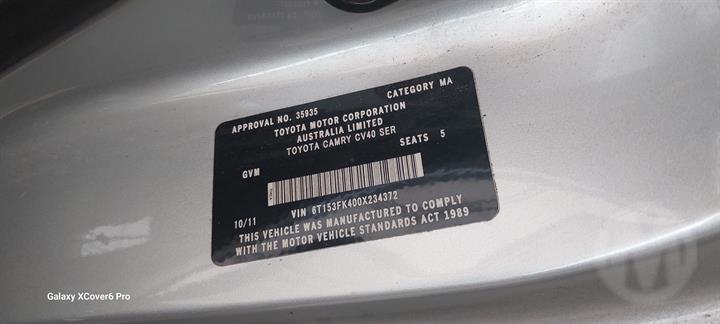 APPROVAL NO. 35935 CATEGORY MA
TOYOTA MOTOR CORPORATION
AUSTRALIA LIMITED
TOYOTA CAMRY CV40 SER
GVM SEATS 5
10/11 VIN 6T153FK400X234372
THIS VEHICLE WAS MANUFACTURED TO COMPLY
WITH THE MOTOR VEHICLE STANDARDS ACT 1989
Galaxy XCover6 Pro